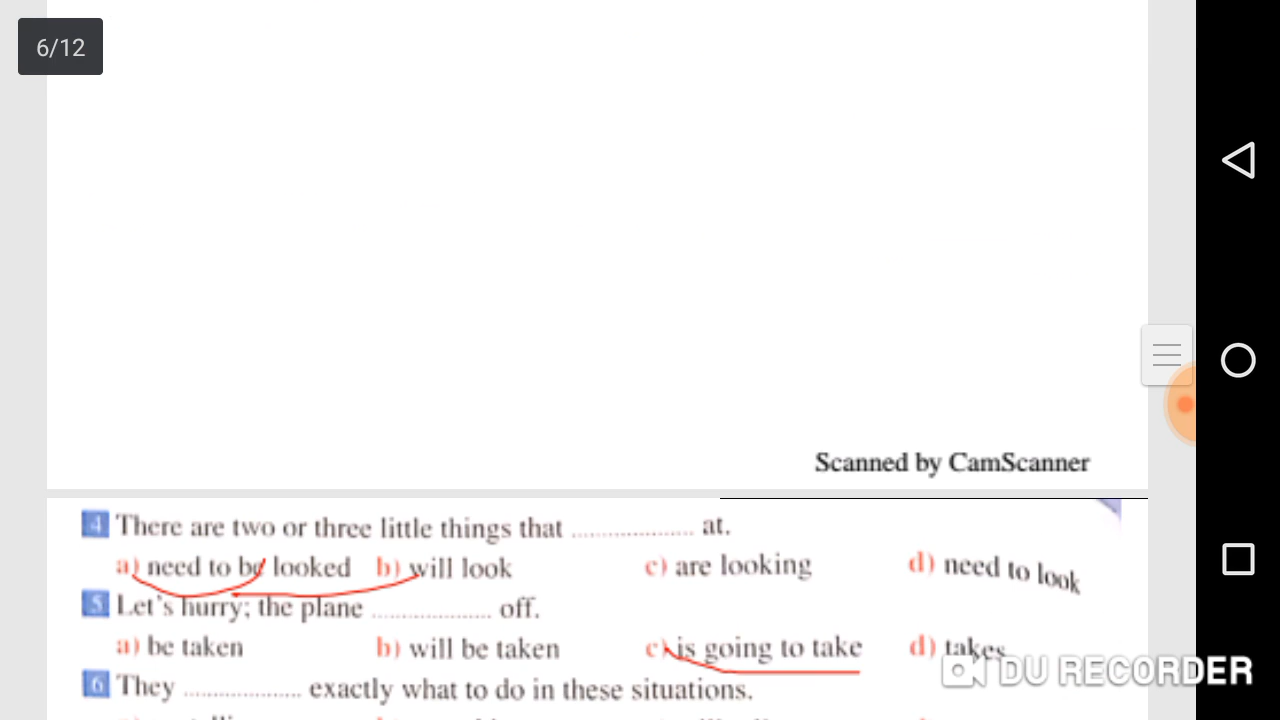 6/12
Scanned by CamScanner
4 There are two or three little things that .................. at.
a) need to be looked b) will look c) are looking d) need to look
5 Let's hurry; the plane .................. off.
a) be taken b) will be taken c) is going to take d) takes
DU RECORDER
6 They .................. exactly what to do in these situations.